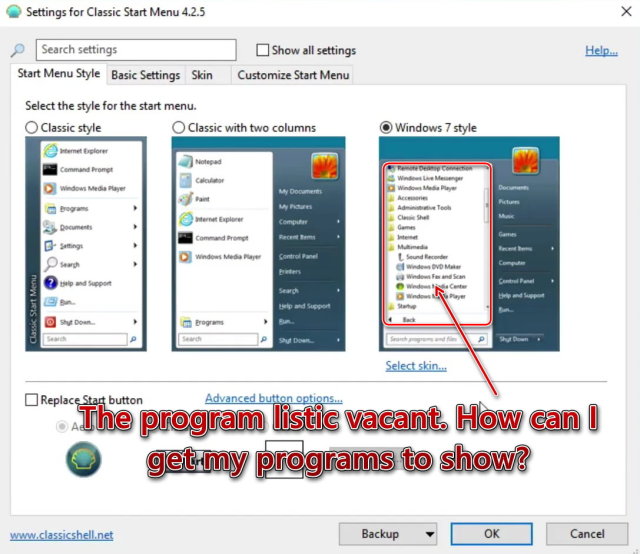 Settings for Classic Start Menu 4.2.5
Search settings
Show all settings
Help...
Start Menu Style
Basic Settings
Skin
Customize Start Menu
Select the style for the start menu.
Classic style
Classic with two columns
Windows 7 style
Internet Explorer
Command Prompt
Windows Media Player
Programs
Documents
Settings
Search
Help and Support
Run...
Shut Down...
Search
Classic Start Menu
Notepad
Calculator
Paint
Internet Explorer
Command Prompt
Windows Media Player
Programs
Search
My Documents
My Pictures
Computer
Recent Items
Control Panel
Printers
Search
Help and Support
Run...
Shut Down...
Remote Desktop Connection
Windows Live Messenger
Windows Media Player
Accessories
Administrative Tools
Classic Shell
Games
Internet
Multimedia
Sound Recorder
Windows DVD Maker
Windows Fax and Scan
Windows Media Center
Windows Media Player
Startup
Back
Search programs and files
Documents
Pictures
Music
Games
Recent Items
Computer
Control Panel
Help and Support
Run...
Shut Down
Select skin...
Replace Start button
Advanced button options...
The program listic vacant. How can I
get my programs to show?
www.classicshell.net
Backup
OK
Cancel